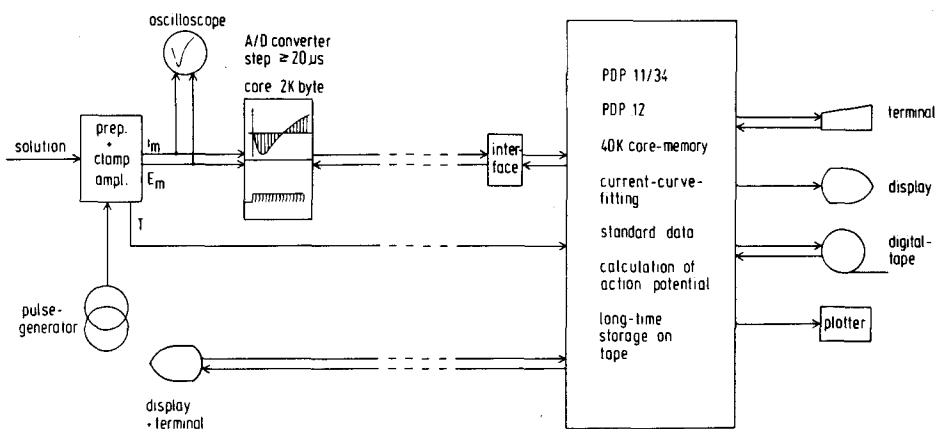 oscilloscope
A/D converter
step ≥ 20µs
core 2K byte
solution
prep.
+
clamp
ampl.
Im
Em
T
pulse-
generator
display
+ terminal
inter-
face
PDP 11/34
PDP 12
40K core-memory
current-curve-
fitting
standard data
calculation of
action potential
long-time
storage on
tape
terminal
display
digital-
tape
plotter